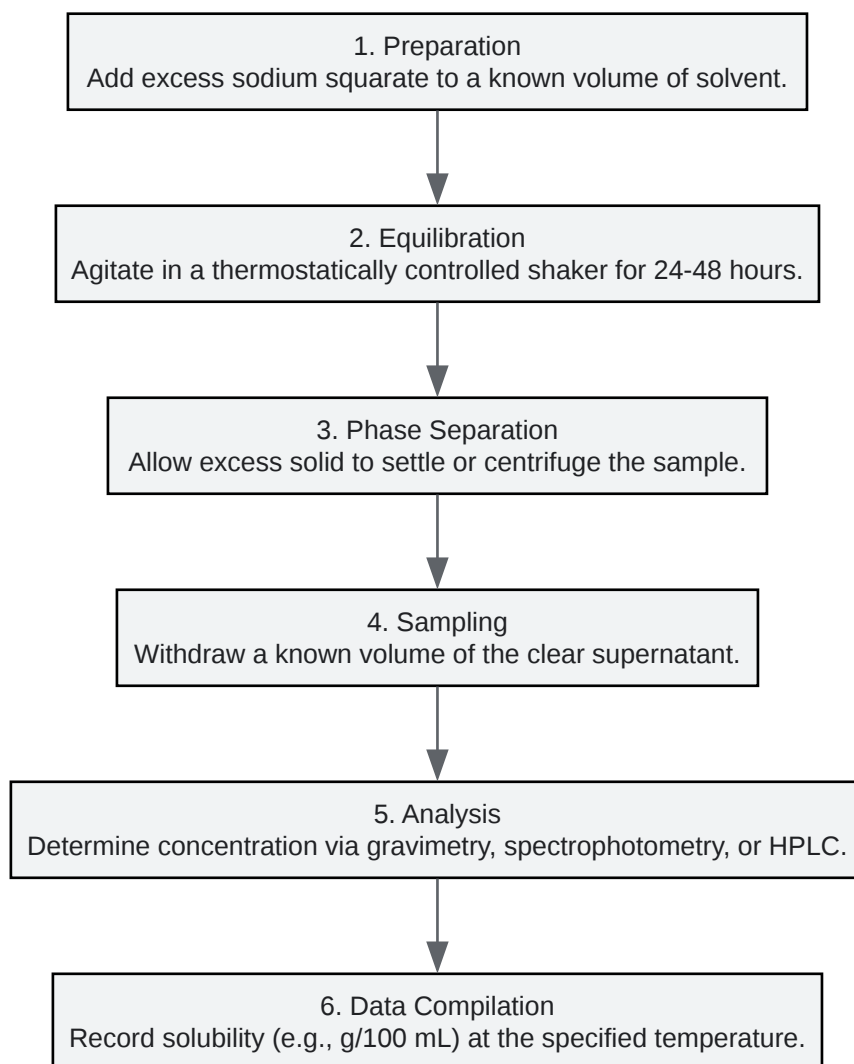 1. Preparation
Add excess sodium squarate to a known volume of solvent.
2. Equilibration
Agitate in a thermostatically controlled shaker for 24-48 hours.
3. Phase Separation
Allow excess solid to settle or centrifuge the sample.
4. Sampling
Withdraw a known volume of the clear supernatant.
5. Analysis
Determine concentration via gravimetry, spectrophotometry, or HPLC.
6. Data Compilation
Record solubility (e.g., g/100 mL) at the specified temperature.